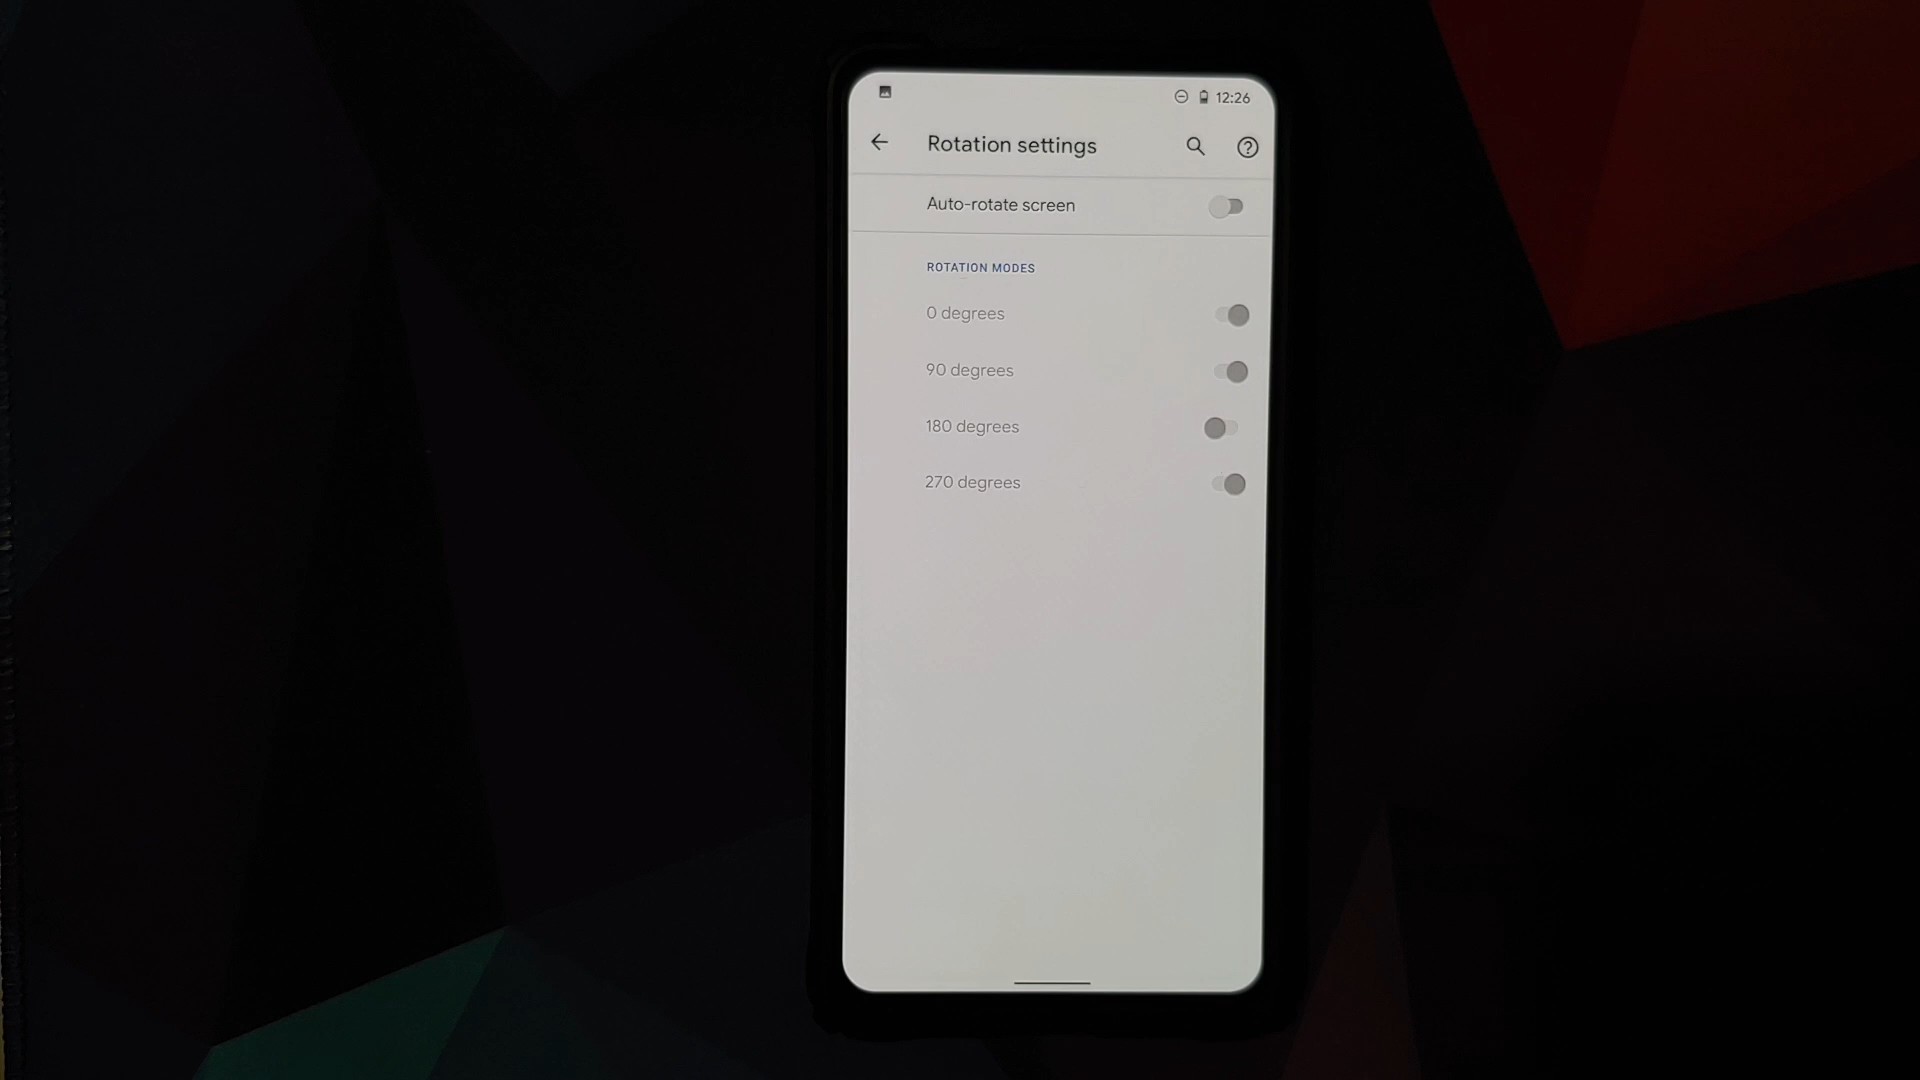 12:26
Rotation settings
Auto-rotate screen
ROTATION MODES
0 degrees
90 degrees
180 degrees
270 degrees